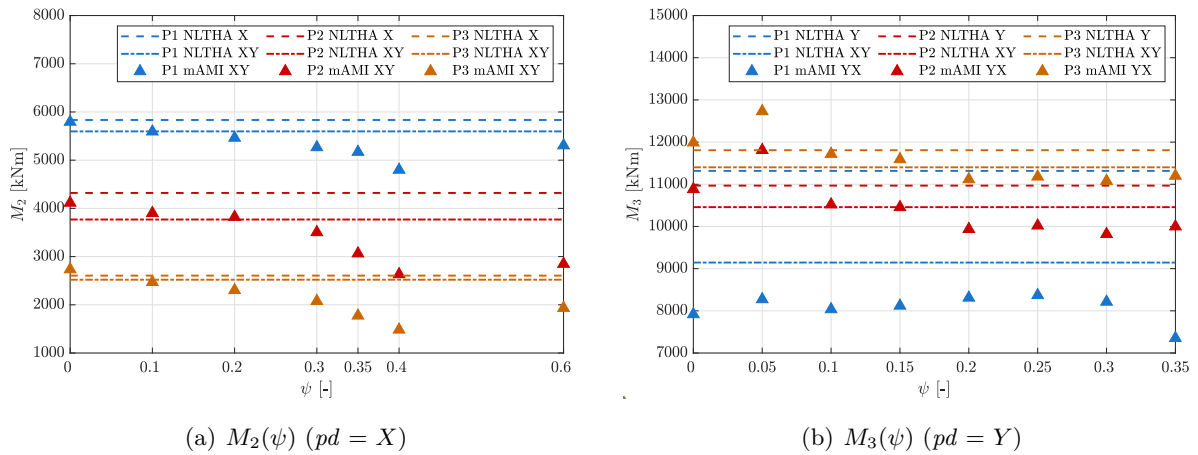 8000
7000
6000
5000
4000
3000
2000
1000
M₂ [kNm]
P1 NLTHA X P2 NLTHA X P3 NLTHA X
P1 NLTHA XY P2 NLTHA XY P3 NLTHA XY
P1 mAMI XY P2 mAMI XY P3 mAMI XY
0 0.1 0.2 0.3 0.35 0.4 0.6
ψ [-]
(a) M₂(ψ) (pd = X)
15000
14000
13000
12000
11000
10000
9000
8000
7000
M₃ [kNm]
P1 NLTHA Y P2 NLTHA Y P3 NLTHA Y
P1 NLTHA XY P2 NLTHA XY P3 NLTHA XY
P1 mAMI YX P2 mAMI YX P3 mAMI YX
0 0.05 0.1 0.15 0.2 0.25 0.3 0.35
ψ [-]
(b) M₃(ψ) (pd = Y)